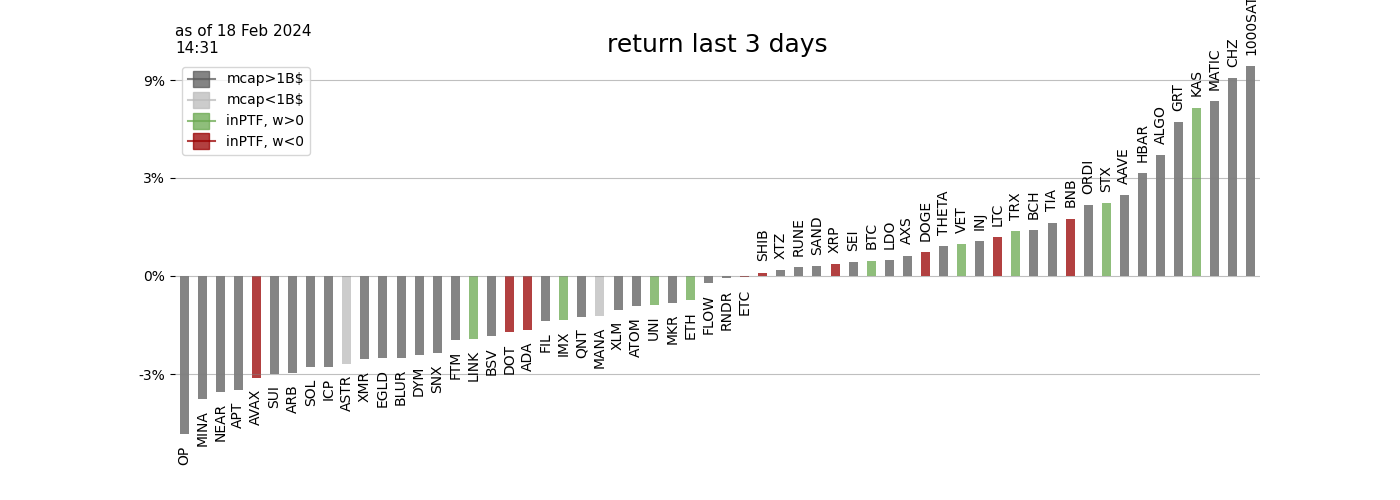 as of 18 Feb 2024
14:31
return last 3 days
mcap>1B$
mcap<1B$
inPTF, w>0
inPTF, w<0
9%
3%
0%
-3%
OP
MINA
NEAR
APT
AVAX
SUI
ARB
SOL
ICP
ASTR
XMR
EGLD
BLUR
DYM
SNX
FTM
LINK
BSV
DOT
ADA
FIL
IMX
QNT
MANA
XLM
ATOM
UNI
MKR
ETH
FLOW
RNDR
ETC
SHIB
XTZ
RUNE
SAND
XRP
SEI
BTC
LDO
AXS
DOGE
THETA
VET
INJ
LTC
TRX
BCH
TIA
BNB
ORDI
STX
AAVE
HBAR
ALGO
GRT
KAS
MATIC
CHZ
1000SAT